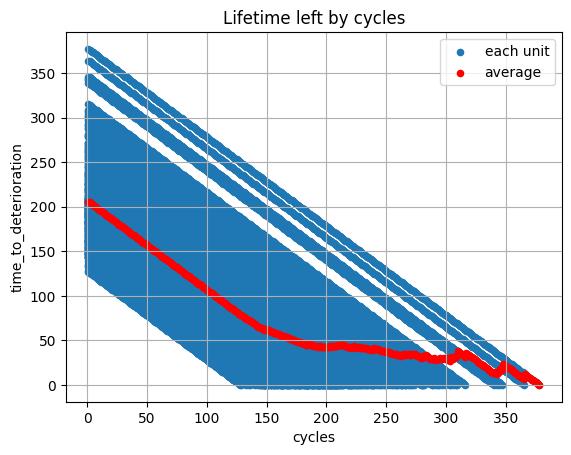 Lifetime left by cycles
each unit
average
time_to_deterioration
350
300
250
200
150
100
50
0
0 50 100 150 200 250 300 350
cycles